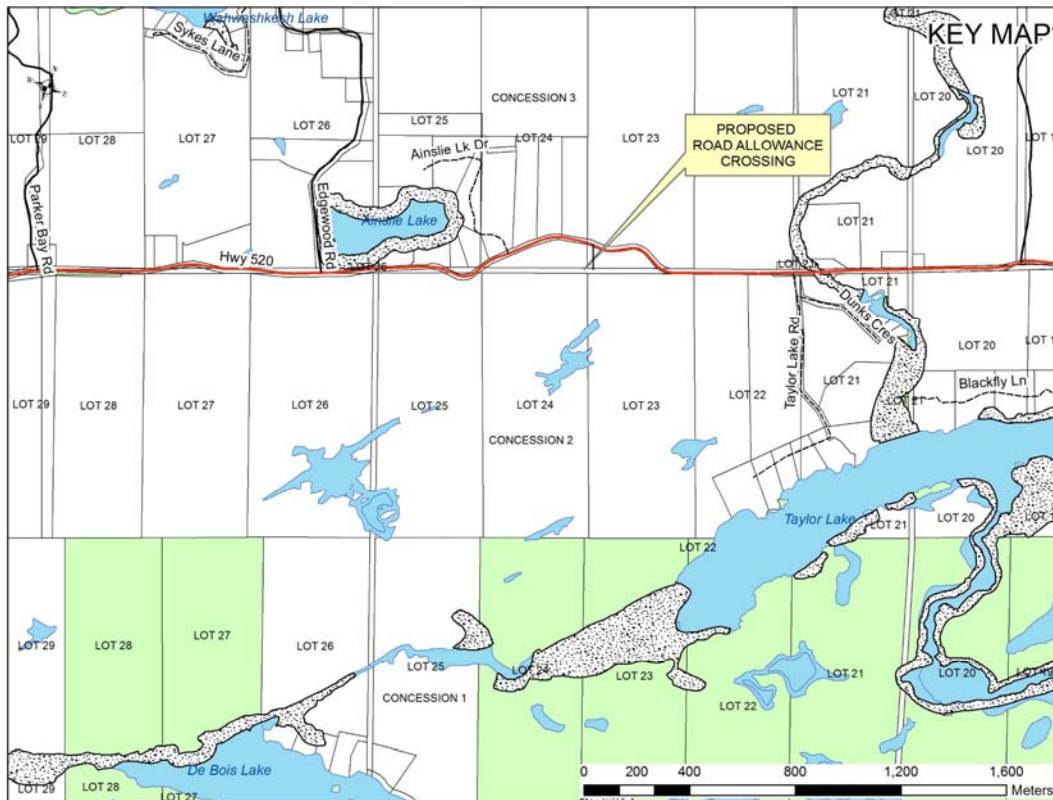 Wahwashkesh Lake
Sykes Lane
KEY MAP
LOT 21
N
W
E
LOT 29
LOT 28
LOT 27
LOT 26
LOT 25
CONCESSION 3
LOT 24
LOT 23
LOT 21
LOT 20
LOT 20
PROPOSED
ROAD ALLOWANCE
CROSSING
Ainslie Lk Dr
Parker Bay Rd
Edgewood Rd
Ainslie Lake
LOT 21
Hwy 520
LOT 21
Dunks Cres
Taylor Lake Rd
LOT 20
Blackfly Ln
LOT 29
LOT 28
LOT 27
LOT 26
LOT 25
LOT 24
LOT 23
LOT 22
LOT 21
CONCESSION 2
Taylor Lake
LOT 21
LOT 20
LOT 22
LOT 29
LOT 28
LOT 27
LOT 26
LOT 25
LOT 24
LOT 23
LOT 22
LOT 21
LOT 20
CONCESSION 1
De Bois Lake
LOT 29
LOT 28
LOT 27
0 200 400 800 1,200 1,600
Meters